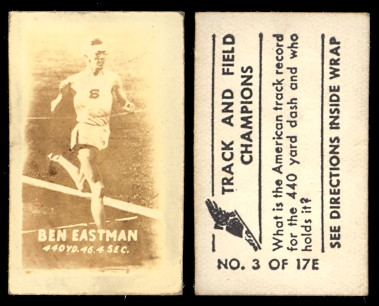 S
BEN EASTMAN
440 YD. 46.4 SEC.
TRACK AND FIELD
CHAMPIONS
What is the American track record
for the 440 yard dash and who
holds it?
SEE DIRECTIONS INSIDE WRAP
NO. 3 OF 17E